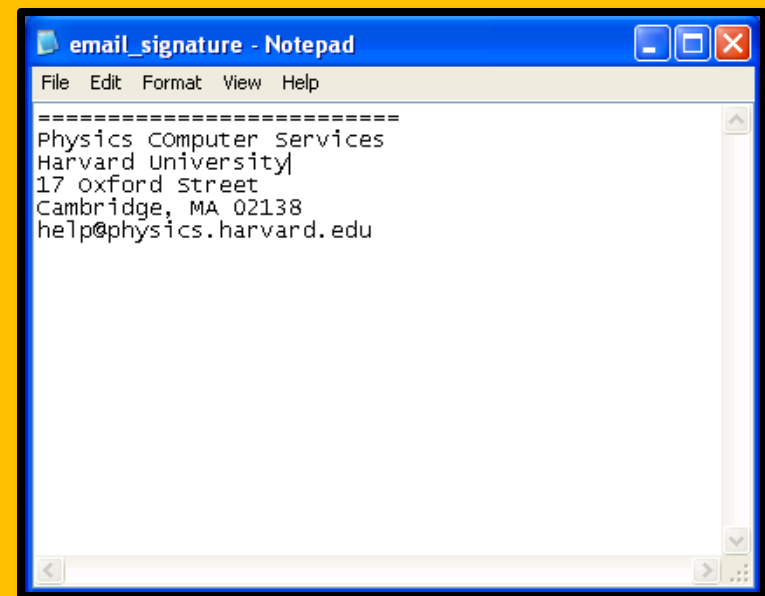 email_signature - Notepad
File Edit Format View Help
==========================
Physics COmputer Services
Harvard University
17 Oxford Street
Cambridge, MA 02138
help@physics.harvard.edu